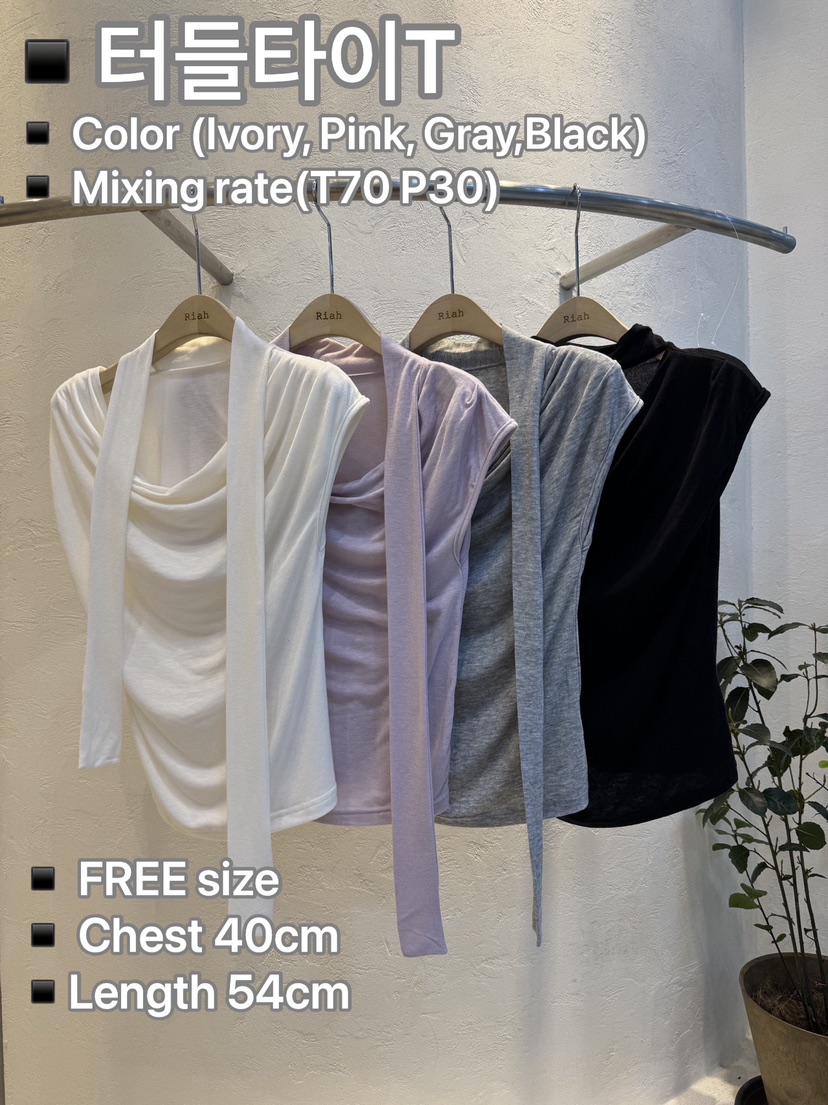 터들타이T
Color (Ivory, Pink, Gray,Black)
Mixing rate(T70 P30)
Riah
Riah
Riah
Riah
FREE size
Chest 40cm
Length 54cm